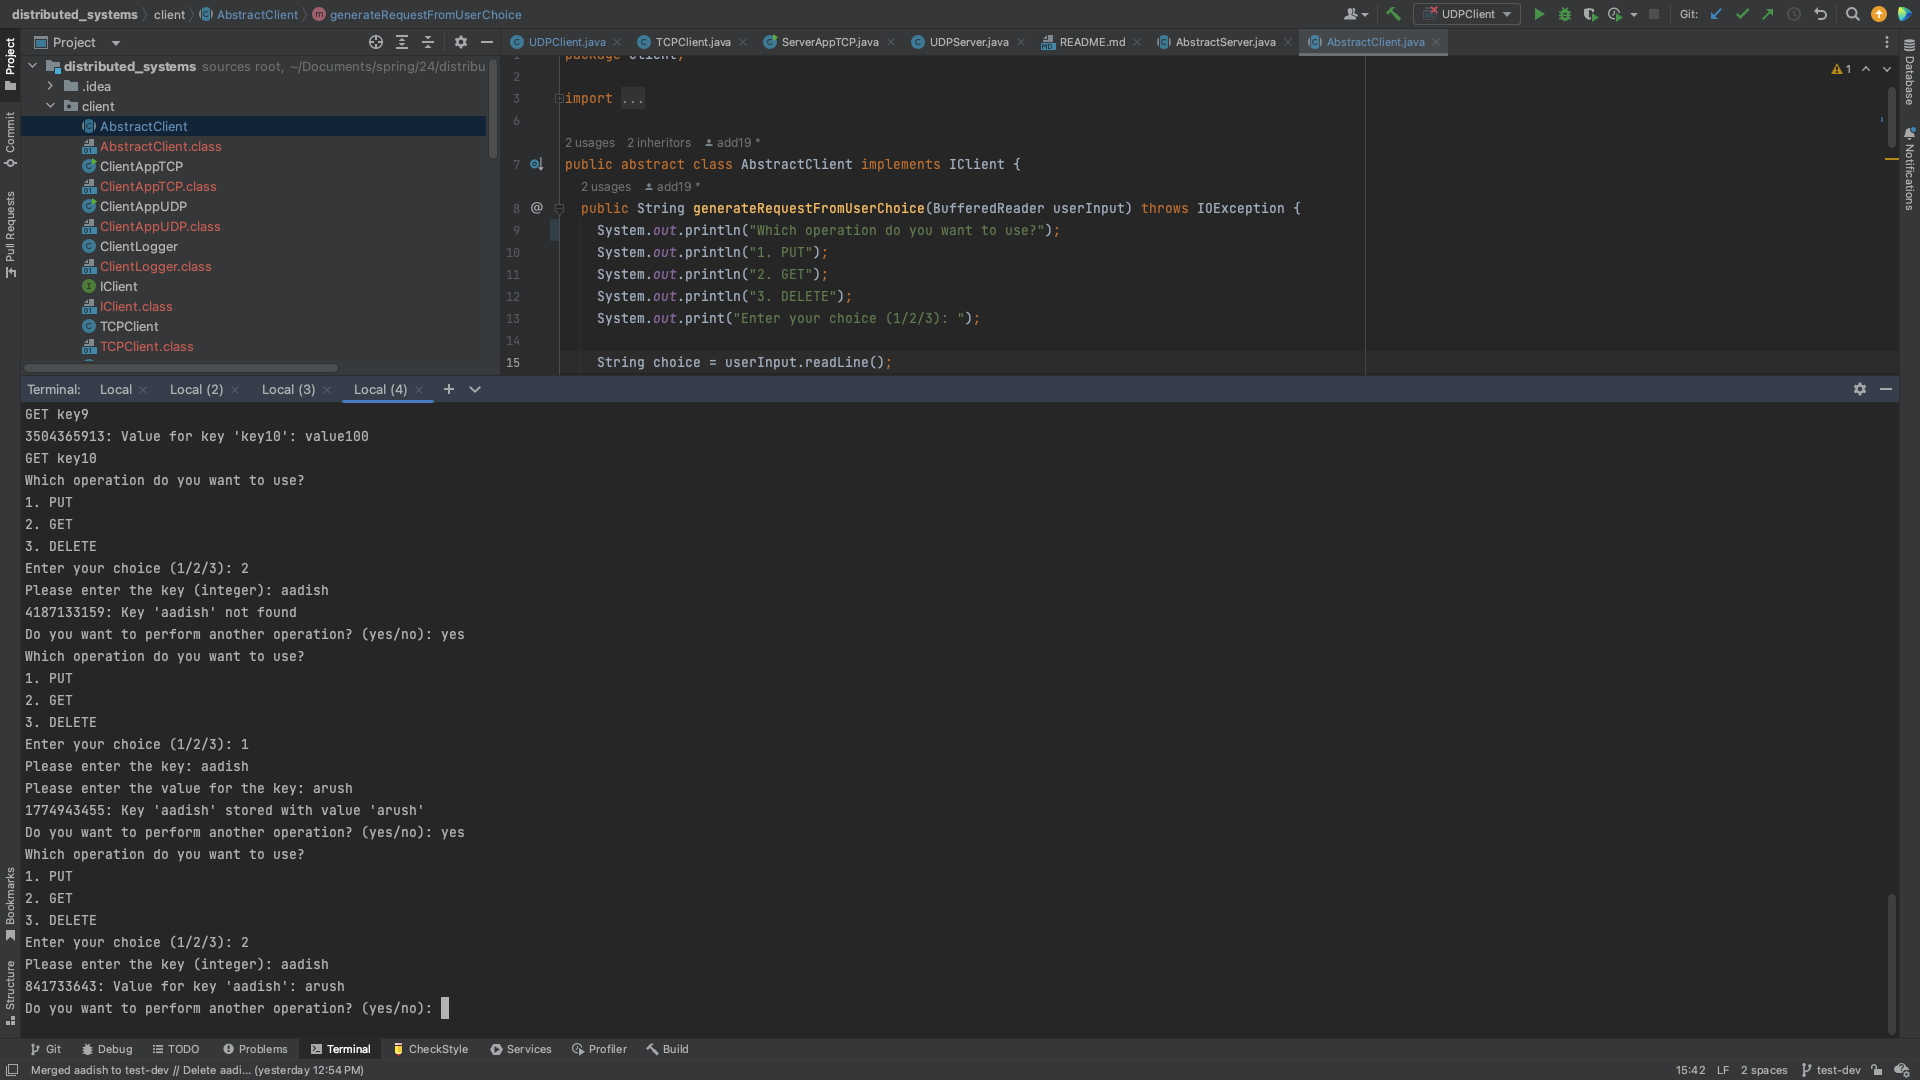 distributed_systems client AbstractClient generateRequestFromUserChoice
UDPClient
Git:
Project
UDPClient.java TCPClient.java ServerAppTCP.java UDPServer.java README.md AbstractServer.java AbstractClient.java
distributed_systems sources root, ~/Documents/spring/24/distribu
.idea
client
AbstractClient
AbstractClient.class
ClientAppTCP
ClientAppTCP.class
ClientAppUDP
ClientAppUDP.class
ClientLogger
ClientLogger.class
IClient
IClient.class
TCPClient
TCPClient.class
1 package client;
2
3 import ...
6
2 usages 2 inheritors add19 *
7 public abstract class AbstractClient implements IClient {
2 usages add19 *
8 @ public String generateRequestFromUserChoice(BufferedReader userInput) throws IOException {
9 System.out.println("Which operation do you want to use?");
10 System.out.println("1. PUT");
11 System.out.println("2. GET");
12 System.out.println("3. DELETE");
13 System.out.print("Enter your choice (1/2/3): ");
14
15 String choice = userInput.readLine();
1
Project
Commit
Pull Requests
Bookmarks
Structure
Database
Notifications
Terminal: Local Local (2) Local (3) Local (4)
GET key9
3504365913: Value for key 'key10': value100
GET key10
Which operation do you want to use?
1. PUT
2. GET
3. DELETE
Enter your choice (1/2/3): 2
Please enter the key (integer): aadish
4187133159: Key 'aadish' not found
Do you want to perform another operation? (yes/no): yes
Which operation do you want to use?
1. PUT
2. GET
3. DELETE
Enter your choice (1/2/3): 1
Please enter the key: aadish
Please enter the value for the key: arush
1774943455: Key 'aadish' stored with value 'arush'
Do you want to perform another operation? (yes/no): yes
Which operation do you want to use?
1. PUT
2. GET
3. DELETE
Enter your choice (1/2/3): 2
Please enter the key (integer): aadish
841733643: Value for key 'aadish': arush
Do you want to perform another operation? (yes/no):
Git Debug TODO Problems Terminal CheckStyle Services Profiler Build
Merged aadish to test-dev // Delete aadi... (yesterday 12:54 PM)
15:42 LF 2 spaces test-dev